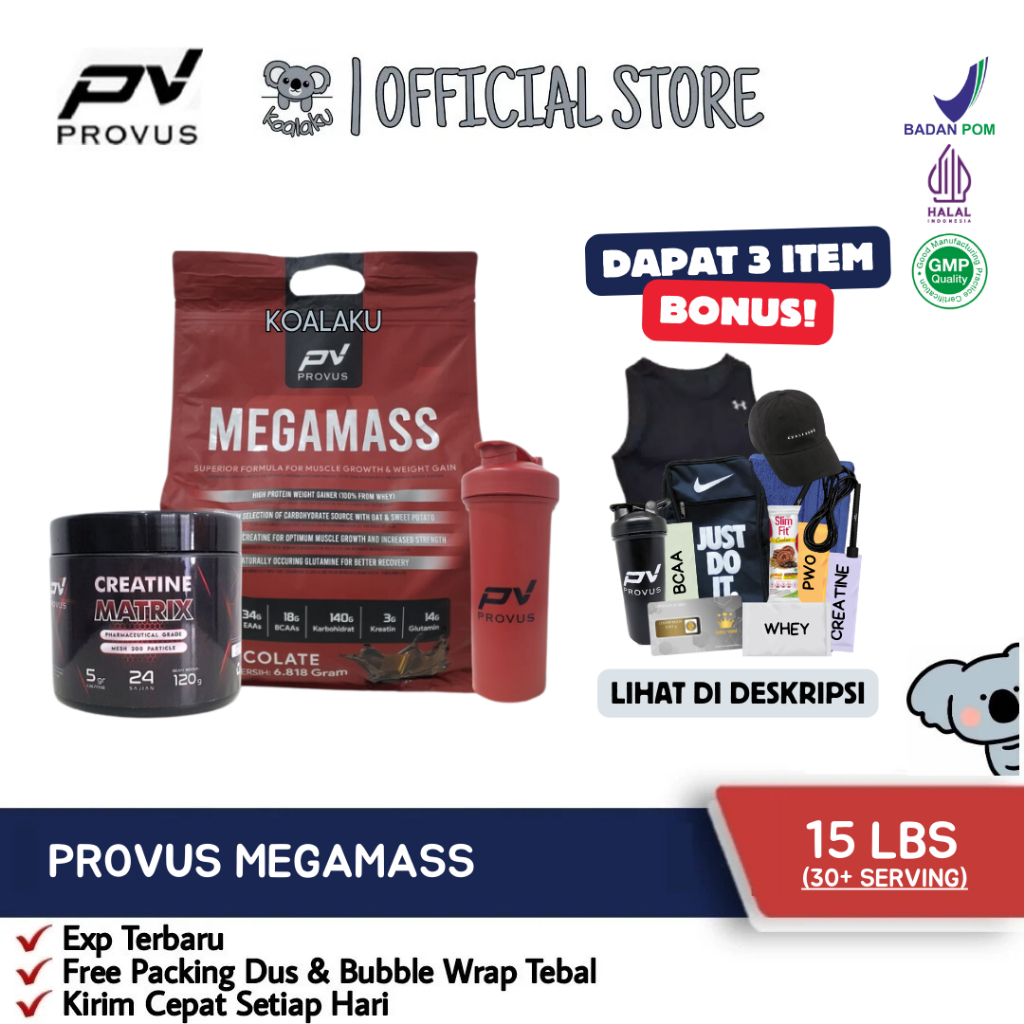 PV
PROVUS
koalaku
| OFFICIAL STORE
BADAN POM
HALAL
INDONESIA
Good Manufacturing Practice Certification
GMP
Quality
DAPAT 3 ITEM
BONUS!
KOALAKU
PV
PROVUS
MEGAMASS
SUPERIOR FORMULA FOR MUSCLE GROWTH & WEIGHT GAIN
HIGH PROTEIN WEIGHT GAINER (100% FROM WHEY)
SELECTION OF CARBOHYDRATE SOURCE WITH OAT & SWEET POTATO
CREATINE FOR OPTIMUM MUSCLE GROWTH AND INCREASED STRENGTH
NATURALLY OCCURING GLUTAMINE FOR BETTER RECOVERY
34G 18G 140G 3G 14G
EAAs BCAAs Karbohidrat Kreatin Glutamin
COLATE
ERSIH: 6.818 Gram
PV
PROVUS
CREATINE
MATRIX
PHARMACEUTICAL GRADE
MESH 200 PARTICLE
5gr 24 120g
SAJIAN
PV
PROVUS
JUST
DO
IT.
BCAA
Slim
Fit
PWO
CREATINE
WHEY
PV
PROVUS
LIHAT DI DESKRIPSI
PROVUS MEGAMASS
15 LBS
(30+ SERVING)
Exp Terbaru
Free Packing Dus & Bubble Wrap Tebal
Kirim Cepat Setiap Hari